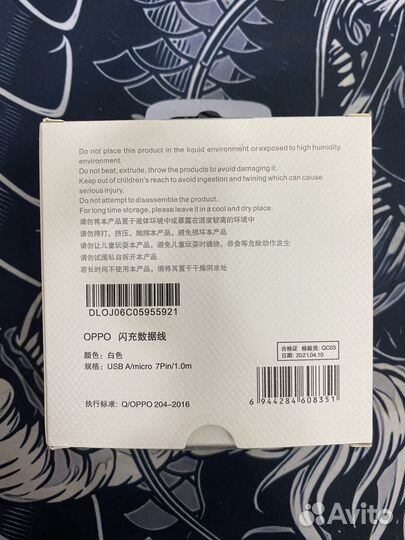 Do not place this product in the liquid environment or exposed to high humidity
environment.
Do not beat, extrude, throw the products to avoid damaging it.
Keep out of children's reach to avoid ingestion and twining which can cause
serious injury.
Do not attempt to disassemble the product.
For long time storage, please leave it in a cool and dry place.
请勿将本产品置于液体环境中或暴露在湿度较高的环境中
请勿摔打、挤压、抛掷本产品，避免损坏本产品
请勿让儿童玩耍本产品，避免儿童玩耍时缠绕、吞食等危险动作发生
请勿试图私自拆开本产品
若长时间不使用本产品，请将其置于干燥阴凉处
DLOJ06C05955921
OPPO 闪充数据线
颜色：白色
规格：USB A/micro 7Pin/1.0m
合格证 检验员: QC03
日期: 2021.04.10
6 944284 608351
执行标准：Q/OPPO 204-2016
Avito